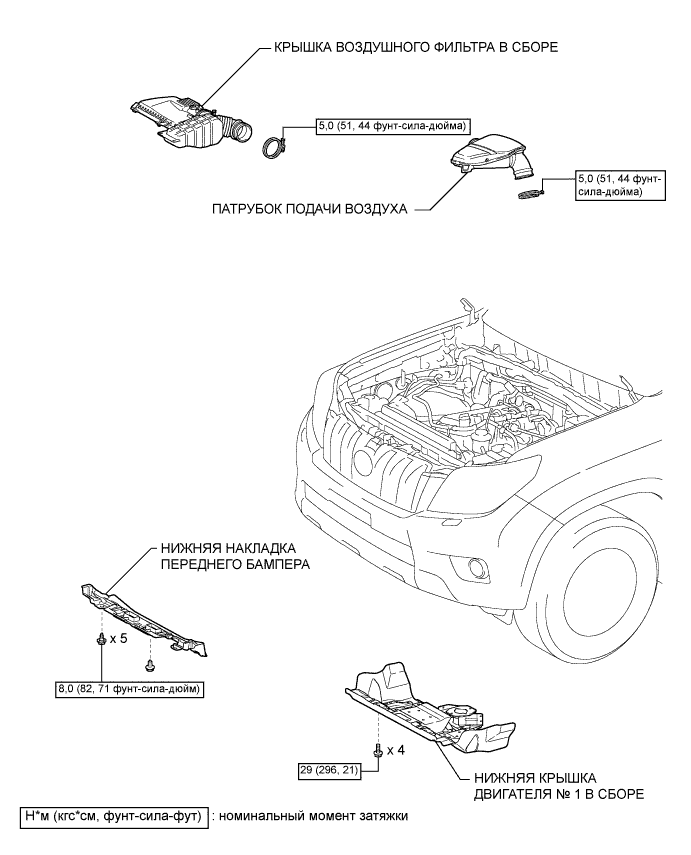 КРЫШКА ВОЗДУШНОГО ФИЛЬТРА В СБОРЕ
5,0 (51, 44 фунт-сила-дюйма)
5,0 (51, 44 фунт-
сила-дюйма)
ПАТРУБОК ПОДАЧИ ВОЗДУХА
НИЖНЯЯ НАКЛАДКА
ПЕРЕДНЕГО БАМПЕРА
x 5
8,0 (82, 71 фунт-сила-дюйм)
x 4
29 (296, 21)
НИЖНЯЯ КРЫШКА
ДВИГАТЕЛЯ № 1 В СБОРЕ
Н*м (кгс*см, фунт-сила-фут) : номинальный момент затяжки